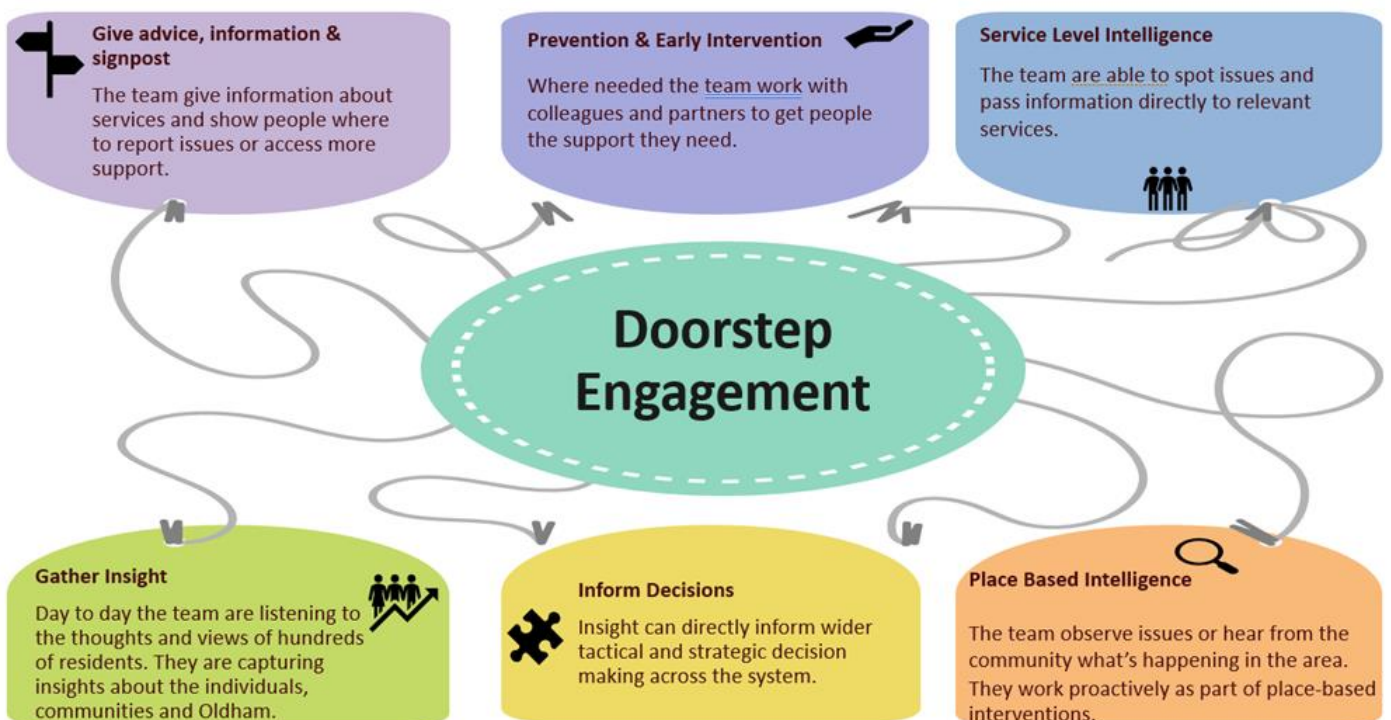 Give advice, information &
signpost
The team give information about
services and show people where
to report issues or access more
support.
Prevention & Early Intervention
Where needed the team work with
colleagues and partners to get people
the support they need.
Service Level Intelligence
The team are able to spot issues and
pass information directly to relevant
services.
Doorstep
Engagement
Gather Insight
Day to day the team are listening to
the thoughts and views of hundreds
of residents. They are capturing
insights about the individuals,
communities and Oldham.
Inform Decisions
Insight can directly inform wider
tactical and strategic decision
making across the system.
Place Based Intelligence
The team observe issues or hear from the
community what's happening in the area.
They work proactively as part of place-based
interventions.